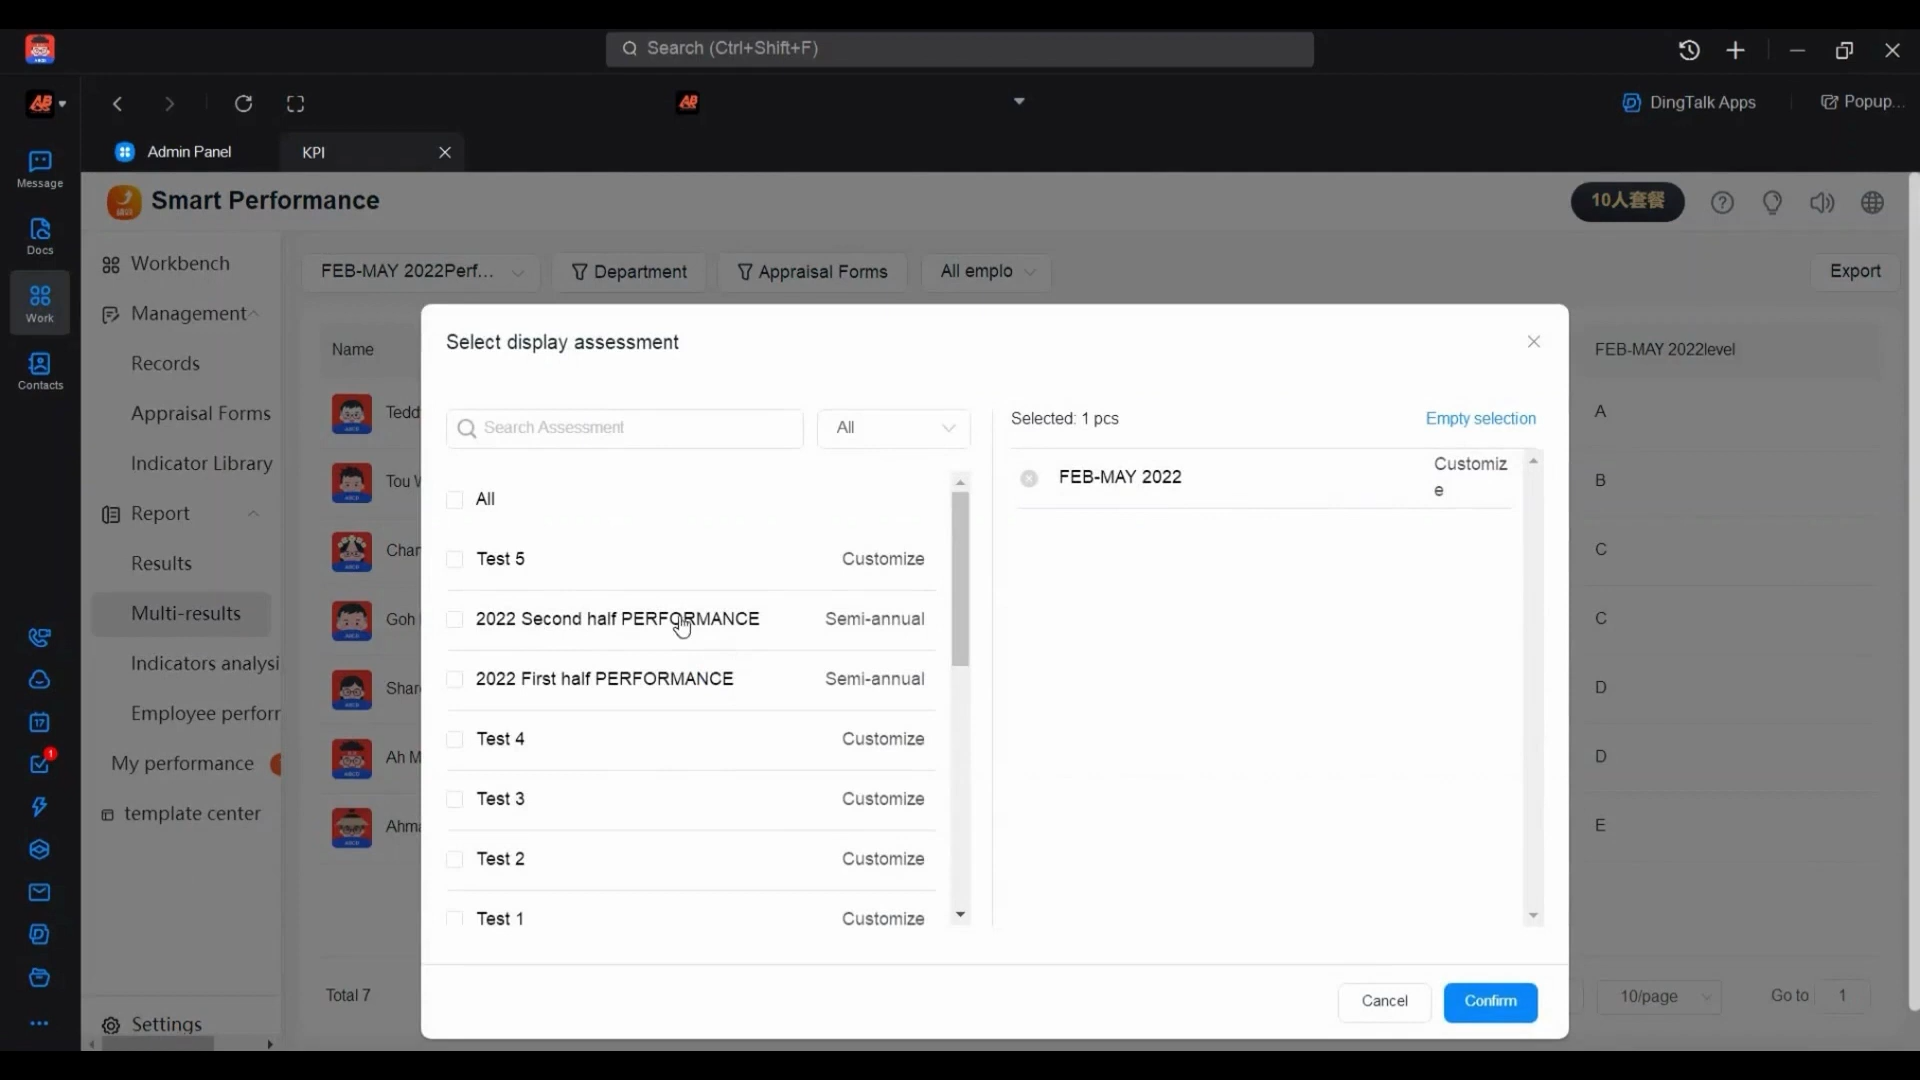 Search (Ctrl+Shift+F)
DingTalk Apps
Popup...
Admin Panel
KPI
Message
Docs
Work
Contacts
Smart Performance
10人套餐
Workbench
Management
Records
Appraisal Forms
Indicator Library
Report
Results
Multi-results
Indicators analysi
Employee perforr
My performance
template center
Settings
FEB-MAY 2022Perf...
Department
Appraisal Forms
All emplo
Export
Name
FEB-MAY 2022level
Tedd
A
Tou
B
Char
C
Goh
C
Shar
D
Ah M
D
Ahma
E
Select display assessment
Search Assessment
All
Selected: 1 pcs
Empty selection
FEB-MAY 2022
Customiz
e
All
Test 5
Customize
2022 Second half PERFORMANCE
Semi-annual
2022 First half PERFORMANCE
Semi-annual
Test 4
Customize
Test 3
Customize
Test 2
Customize
Test 1
Customize
Cancel
Confirm
Total 7
10/page
Go to
1
17
1